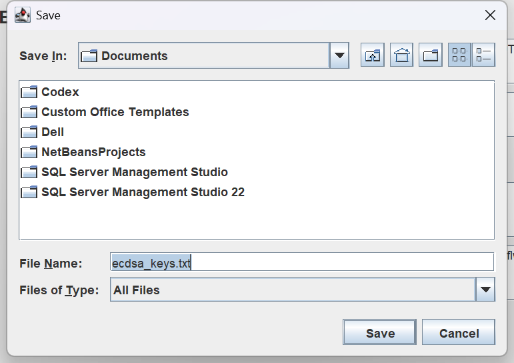 Save
Save In: Documents
Codex
Custom Office Templates
Dell
NetBeansProjects
SQL Server Management Studio
SQL Server Management Studio 22
File Name: ecdsa_keys.txt
Files of Type: All Files
Save Cancel